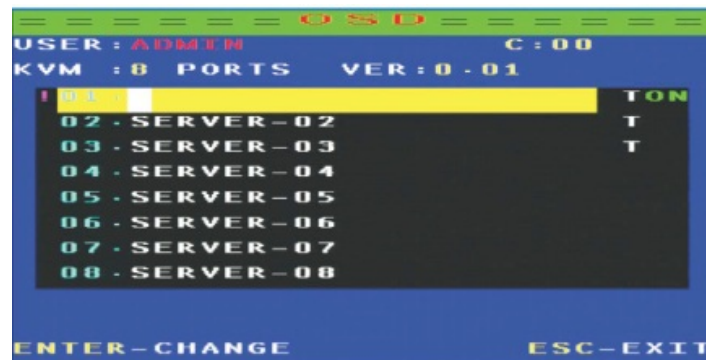 = = = = = = OSD = = = = = =
USER:ADMIN C:00
KVM :8 PORTS VER:0.01
! 01. TON
02.SERVER-02 T
03.SERVER-03 T
04.SERVER-04
05.SERVER-05
06.SERVER-06
07.SERVER-07
08.SERVER-08
ENTER-CHANGE ESC-EXIT